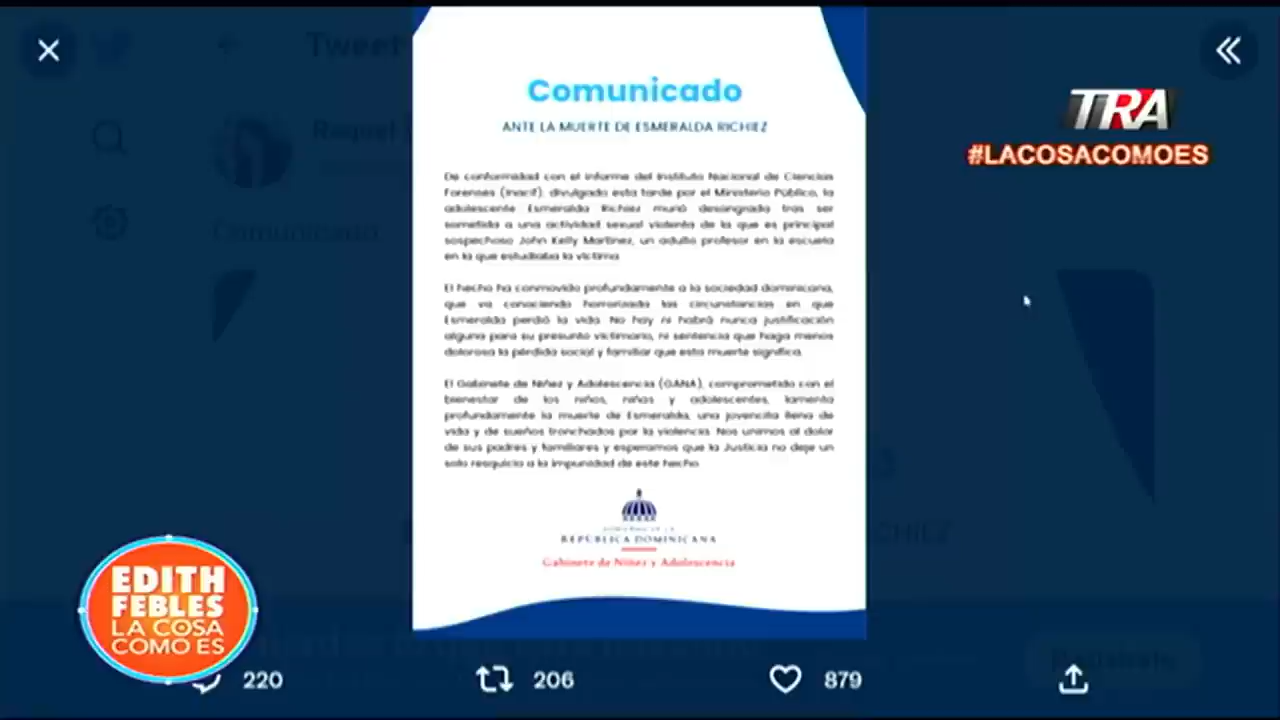 Tweet
Raquel
Comunicado
TRA
#LACOSACOMOES
Comunicado
ANTE LA MUERTE DE ESMERALDA RICHIEZ
De conformidad con el informe del Instituto Nacional de Ciencias
Forenses (Inacif), divulgado esta tarde por el Ministerio Público, la
adolescente Esmeralda Richiez murió desangrada tras ser
sometida a una actividad sexual violenta de la que es principal
sospechoso John Kelly Martínez, un adulto profesor en la escuela
en la que estudiaba la víctima.
El hecho ha conmovido profundamente a la sociedad dominicana,
que va conociendo horrorizada las circunstancias en que
Esmeralda perdió la vida. No hay ni habrá nunca justificación
alguna para su presunto victimario, ni sentencia que haga menos
dolorosa la pérdida social y familiar que esta muerte significa.
El Gabinete de Niñez y Adolescencia (GANA), comprometido con el
bienestar de los niños, niñas y adolescentes, lamenta
profundamente la muerte de Esmeralda, una jovencita llena de
vida y de sueños tronchados por la violencia. Nos unimos al dolor
de sus padres y familiares y esperamos que la Justicia no deje un
solo resquicio a la impunidad de este hecho.
GOBIERNO DE LA
REPÚBLICA DOMINICANA
Gabinete de Niñez y Adolescencia
CHIEZ
EDITH
FEBLES
LA COSA
COMO ES
220
206
879